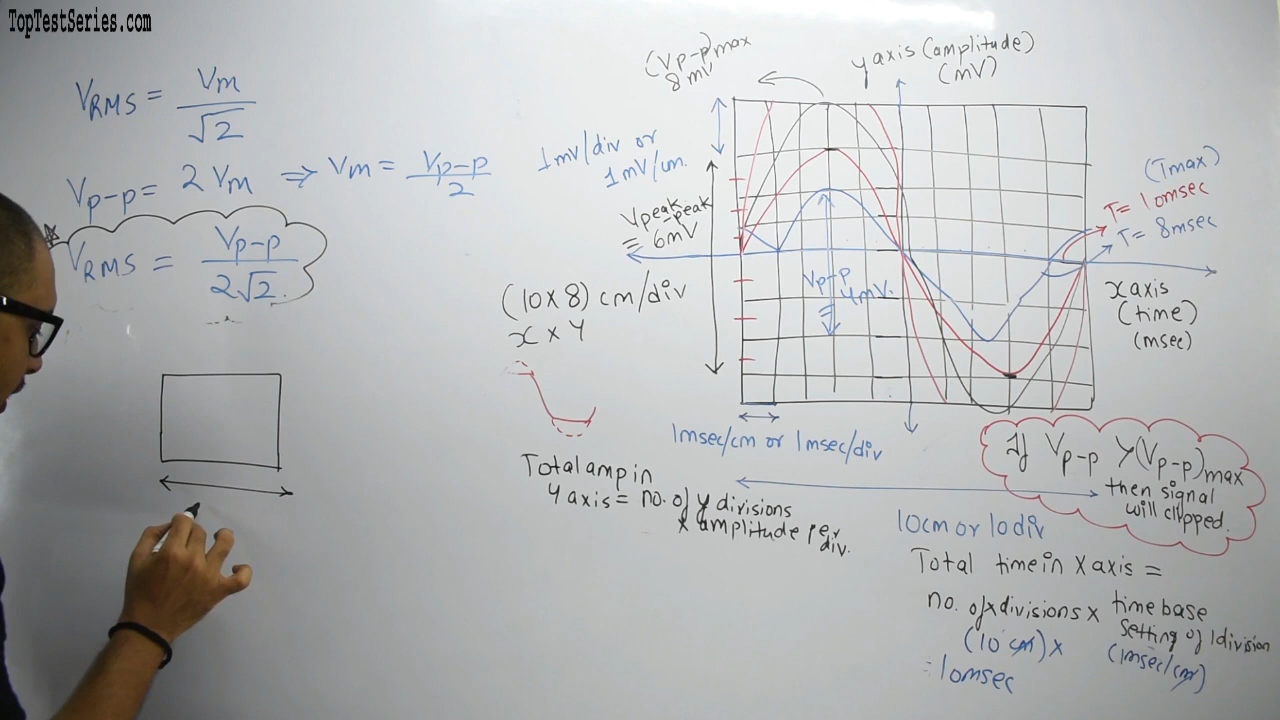 TopTestSeries.com
VRMS = Vm
√2
Vp-p = 2 Vm ⇒ Vm = Vp-p
2
VRMS = Vp-p
2√2.
(Vp-p)max
8mV
y axis (amplitude)
(mV)
1mV/div or
1mV/cm.
Vpeak-peak
= 6mV
Vp-p
= 4mV.
(Tmax)
T= 10msec
T= 8msec
x axis
(time)
(msec)
(10x8) cm/div
x x y
1msec/cm or 1msec/div
Total amp in
y axis = no. of y divisions
x amplitude per
div.
If Vp-p > (Vp-p)max
then signal
will clipped.
10cm or 10div
Total time in x axis =
no. of x divisions x time base
setting of 1division
(10 cm) x (1msec/cm)
= 10msec